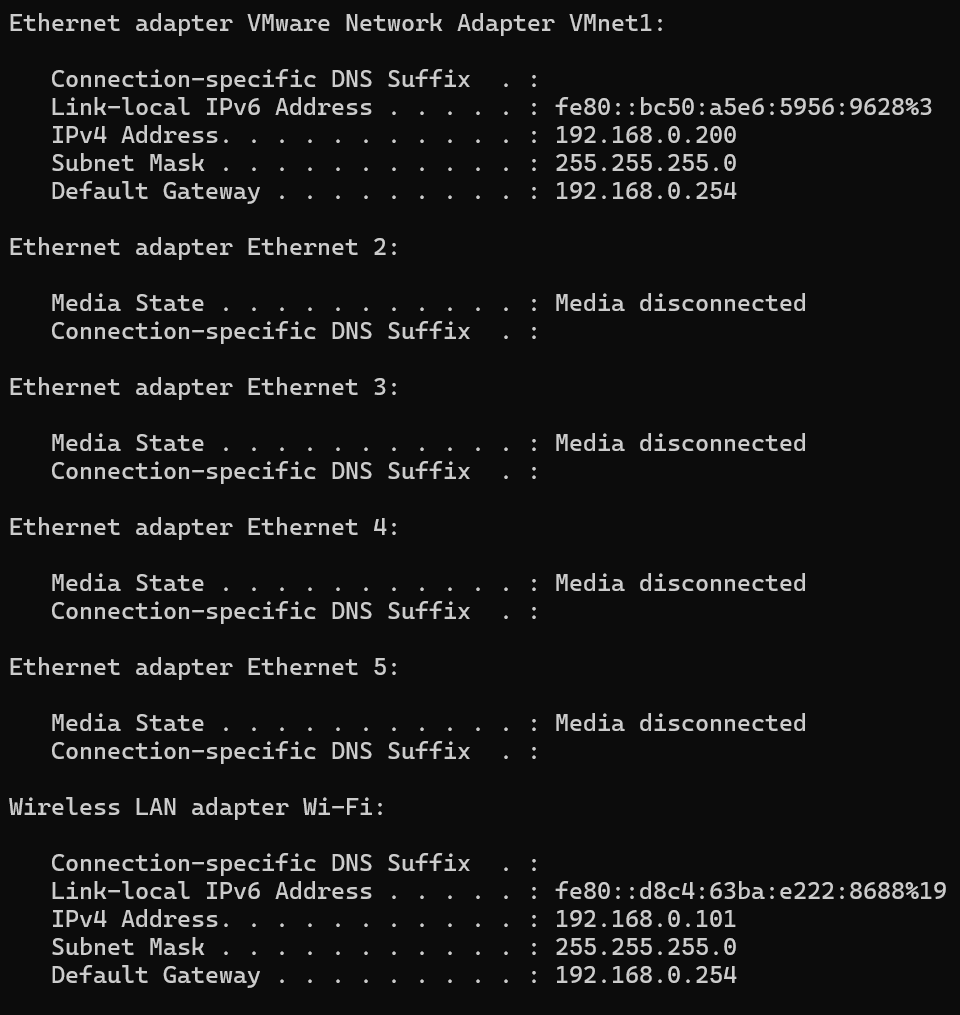 Ethernet adapter VMware Network Adapter VMnet1:
Connection-specific DNS Suffix  . :
Link-local IPv6 Address . . . . . : fe80::bc50:a5e6:5956:9628%3
IPv4 Address. . . . . . . . . . . : 192.168.0.200
Subnet Mask . . . . . . . . . . . : 255.255.255.0
Default Gateway . . . . . . . . . : 192.168.0.254
Ethernet adapter Ethernet 2:
Media State . . . . . . . . . . . : Media disconnected
Connection-specific DNS Suffix  . :
Ethernet adapter Ethernet 3:
Media State . . . . . . . . . . . : Media disconnected
Connection-specific DNS Suffix  . :
Ethernet adapter Ethernet 4:
Media State . . . . . . . . . . . : Media disconnected
Connection-specific DNS Suffix  . :
Ethernet adapter Ethernet 5:
Media State . . . . . . . . . . . : Media disconnected
Connection-specific DNS Suffix  . :
Wireless LAN adapter Wi-Fi:
Connection-specific DNS Suffix  . :
Link-local IPv6 Address . . . . . : fe80::d8c4:63ba:e222:8688%19
IPv4 Address. . . . . . . . . . . : 192.168.0.101
Subnet Mask . . . . . . . . . . . : 255.255.255.0
Default Gateway . . . . . . . . . : 192.168.0.254